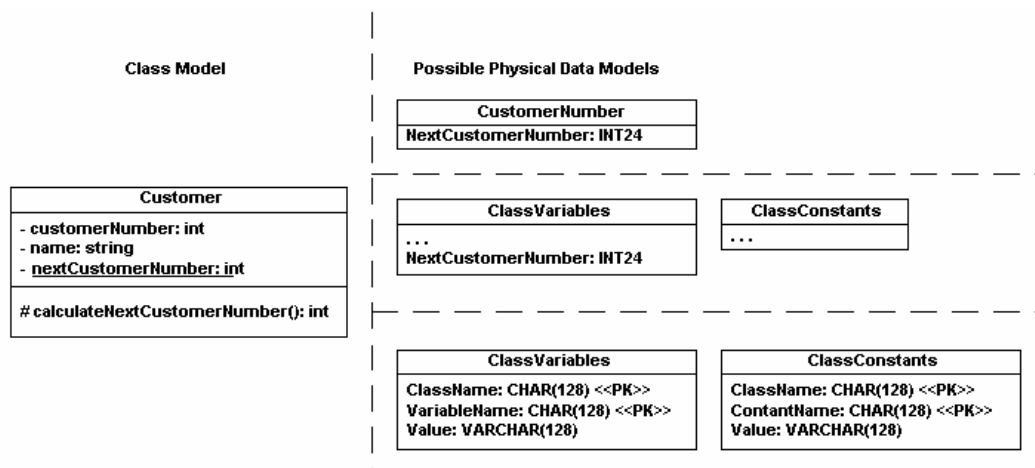 Class Model
Possible Physical Data Models
CustomerNumber
NextCustomerNumber: INT24
Customer
- customerNumber: int
- name: string
- nextCustomerNumber: int
# calculateNextCustomerNumber(): int
ClassVariables
. . .
NextCustomerNumber: INT24
ClassConstants
. . .
ClassVariables
ClassName: CHAR(128) <<PK>>
VariableName: CHAR(128) <<PK>>
Value: VARCHAR(128)
ClassConstants
ClassName: CHAR(128) <<PK>>
ContantName: CHAR(128) <<PK>>
Value: VARCHAR(128)